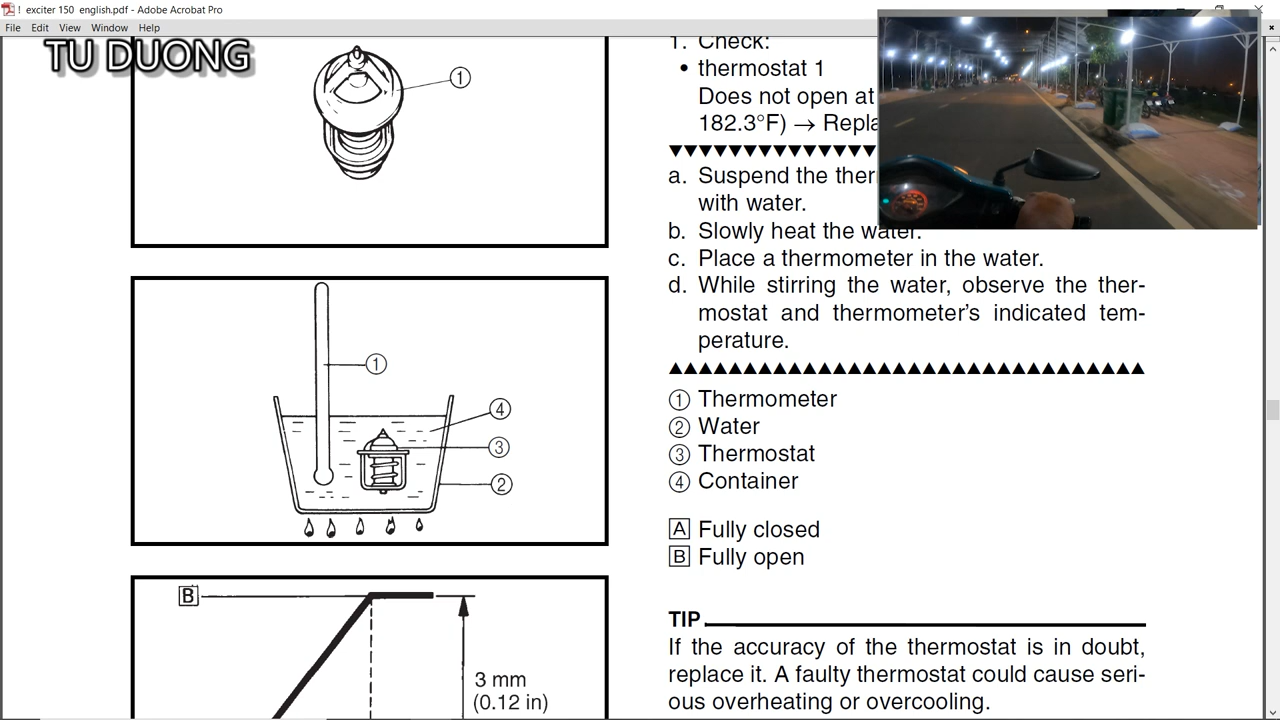 ! exciter 150 english.pdf - Adobe Acrobat Pro
File Edit View Window Help
TU DUONG
1
1. Check:
• thermostat 1
Does not open at
182.3°F) → Repla
a. Suspend the ther
with water.
b. Slowly heat the water.
c. Place a thermometer in the water.
d. While stirring the water, observe the ther-
mostat and thermometer's indicated tem-
perature.
1
4
3
2
① Thermometer
② Water
③ Thermostat
④ Container
A Fully closed
B Fully open
B
3 mm
(0.12 in)
TIP
If the accuracy of the thermostat is in doubt,
replace it. A faulty thermostat could cause seri-
ous overheating or overcooling.